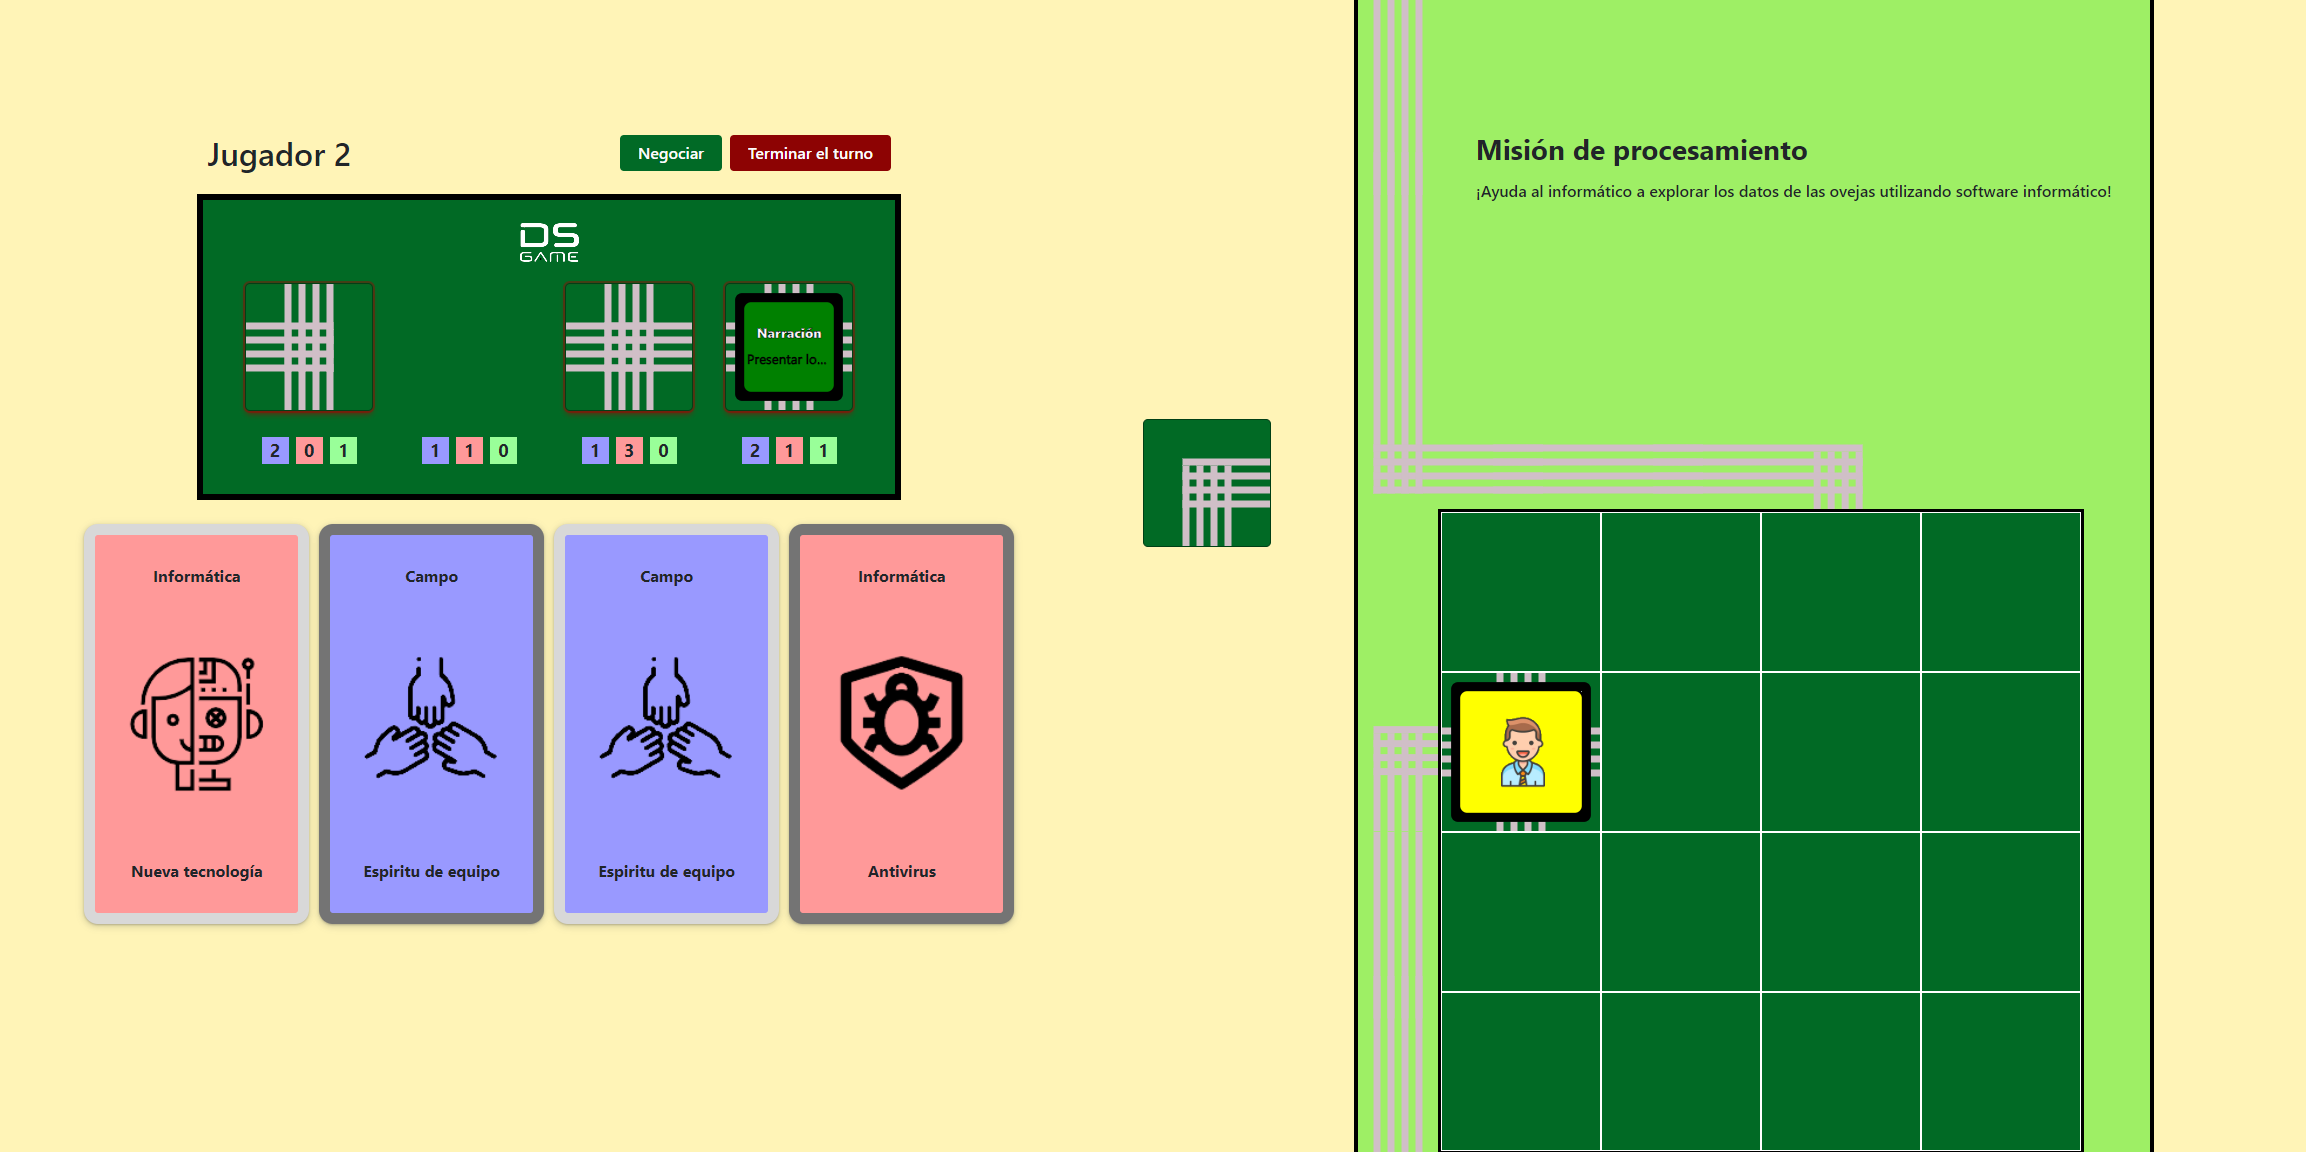 Jugador 2
Negociar
Terminar el turno
DS
GAME
Narración
Presentar lo...
2 0 1
1 1 0
1 3 0
2 1 1
Informática
Nueva tecnología
Campo
Espiritu de equipo
Campo
Espiritu de equipo
Informática
Antivirus
Misión de procesamiento
¡Ayuda al informático a explorar los datos de las ovejas utilizando software informático!